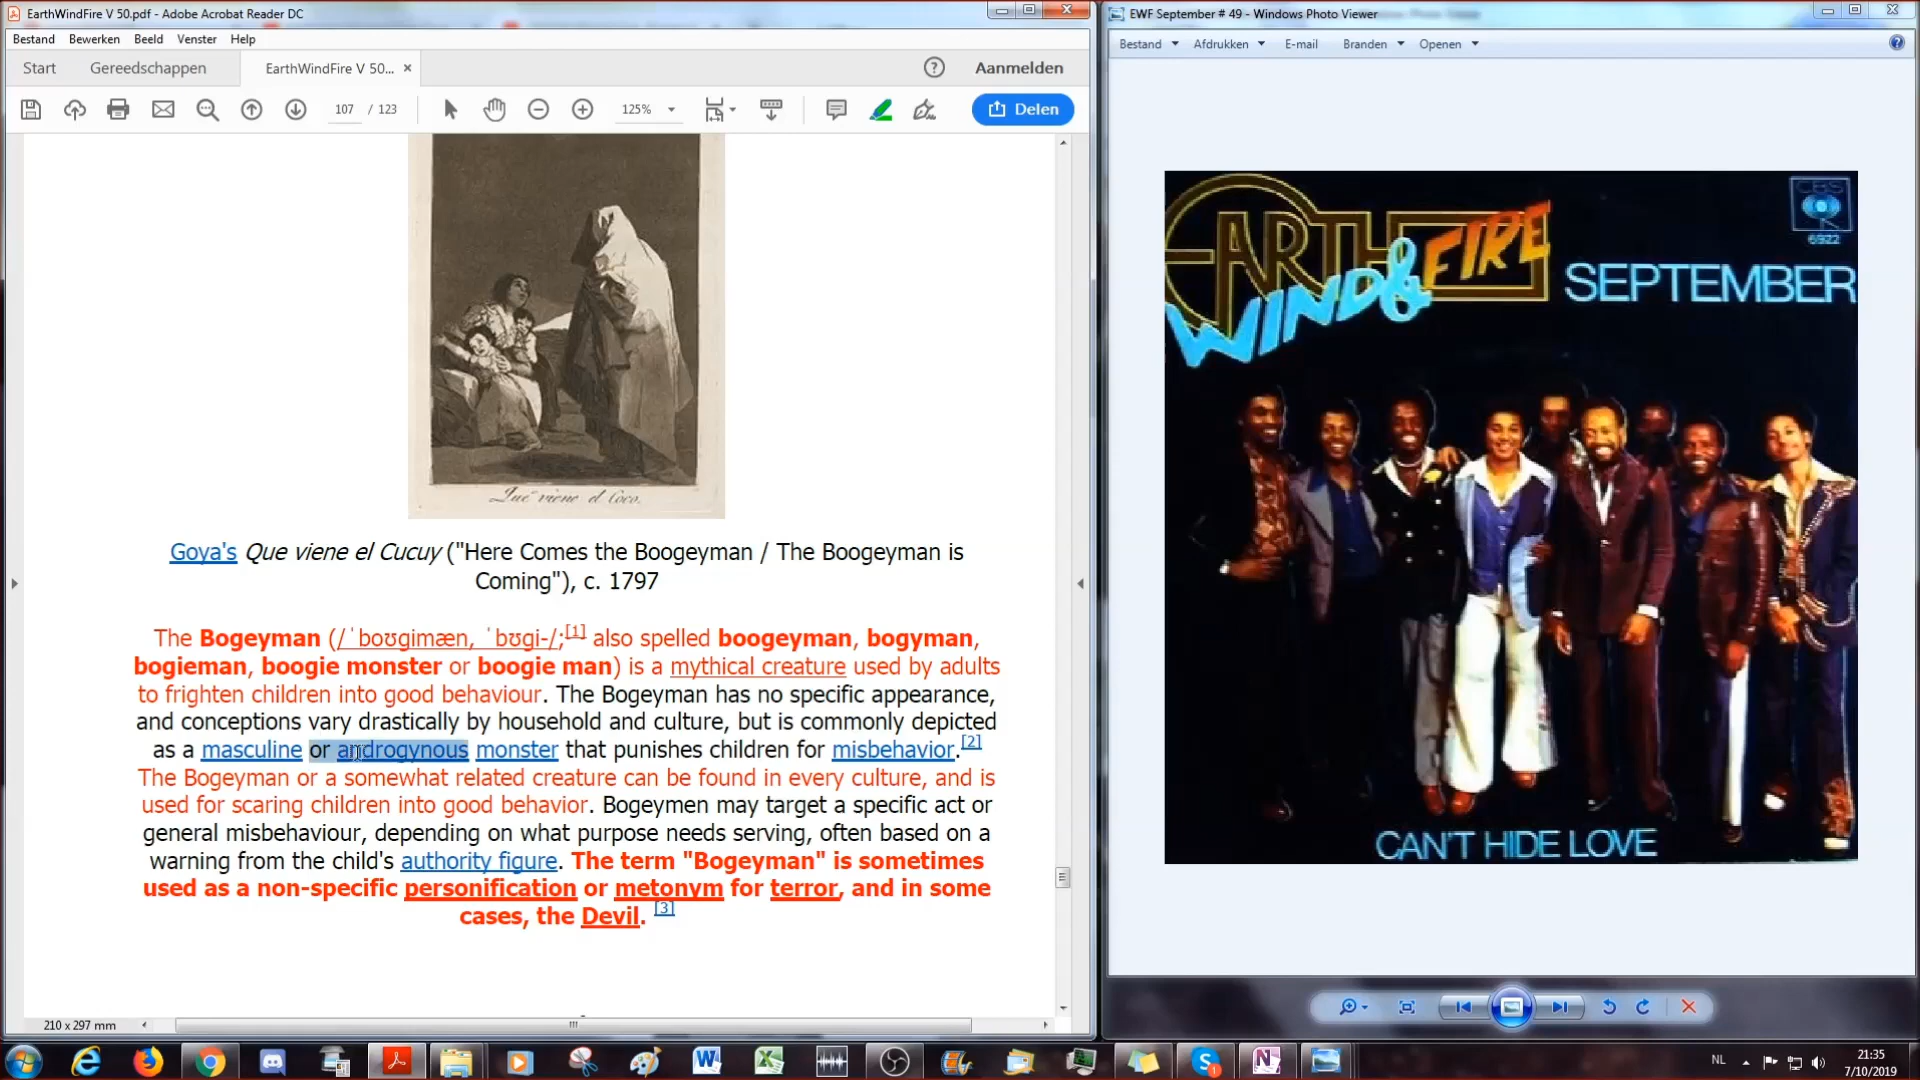 EarthWindFire V 50.pdf - Adobe Acrobat Reader DC
Bestand Bewerken Beeld Venster Help
Start Gereedschappen EarthWindFire V 50... × Aanmelden
107 / 123 125% Delen
Qué viene el Coco.
Goya's Que viene el Cucuy ("Here Comes the Boogeyman / The Boogeyman is
Coming"), c. 1797
The Bogeyman (/ˈboʊɡimæn, ˈbʊɡi-/;[1] also spelled boogeyman, bogyman,
bogieman, boogie monster or boogie man) is a mythical creature used by adults
to frighten children into good behaviour. The Bogeyman has no specific appearance,
and conceptions vary drastically by household and culture, but is commonly depicted
as a masculine or androgynous monster that punishes children for misbehavior.[2]
The Bogeyman or a somewhat related creature can be found in every culture, and is
used for scaring children into good behavior. Bogeymen may target a specific act or
general misbehaviour, depending on what purpose needs serving, often based on a
warning from the child's authority figure. The term "Bogeyman" is sometimes
used as a non-specific personification or metonym for terror, and in some
cases, the Devil. [3]
210 x 297 mm
EWF September # 49 - Windows Photo Viewer
Bestand Afdrukken E-mail Branden Openen
EARTH
WIND & FIRE
SEPTEMBER
CBS
6922
CAN'T HIDE LOVE
NL
21:35
7/10/2019